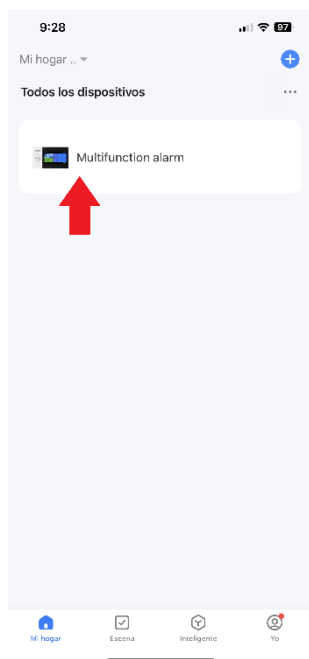 9:28
97
Mi hogar ..
Todos los dispositivos
Multifunction alarm
Mi hogar
Escena
Inteligente
Yo